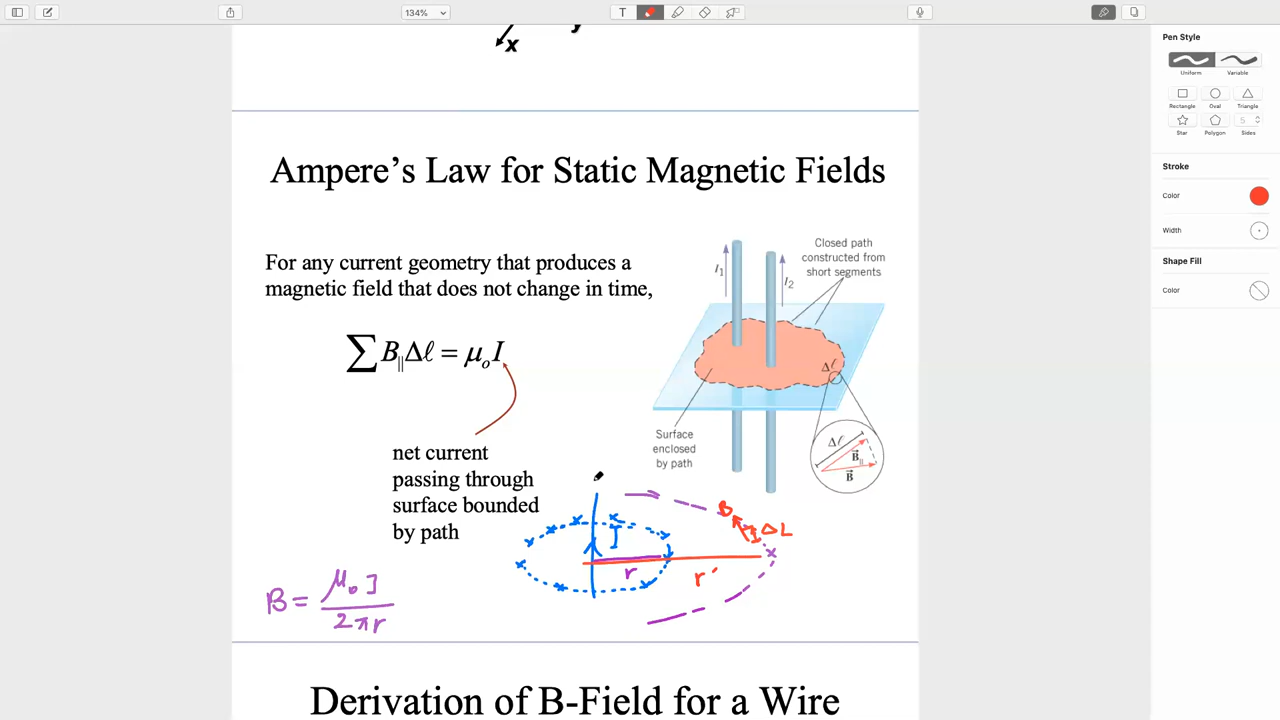 134%
T
x
y
Ampere's Law for Static Magnetic Fields
For any current geometry that produces a
magnetic field that does not change in time,
∑ B∥Δℓ = μₒI
net current
passing through
surface bounded
by path
B = μ₀ I / 2πr
I₁
I₂
Closed path
constructed from
short segments
Δℓ
Surface
enclosed
by path
Δℓ
B⃗∥
B⃗
I
r
r'
B
ΔL
Derivation of B-Field for a Wire
Pen Style
Uniform Variable
Rectangle Oval Triangle
5
Star Polygon Sides
Stroke
Color
Width
Shape Fill
Color